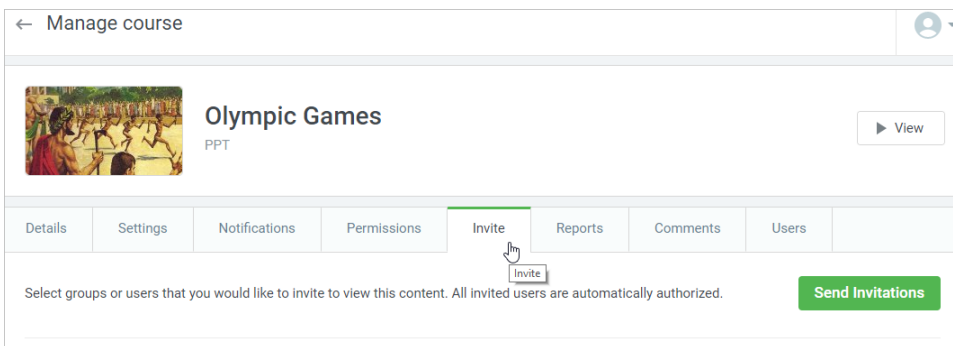 ← Manage course
Olympic Games
PPT
View
Details Settings Notifications Permissions Invite Reports Comments Users
Invite
Select groups or users that you would like to invite to view this content. All invited users are automatically authorized. Send Invitations